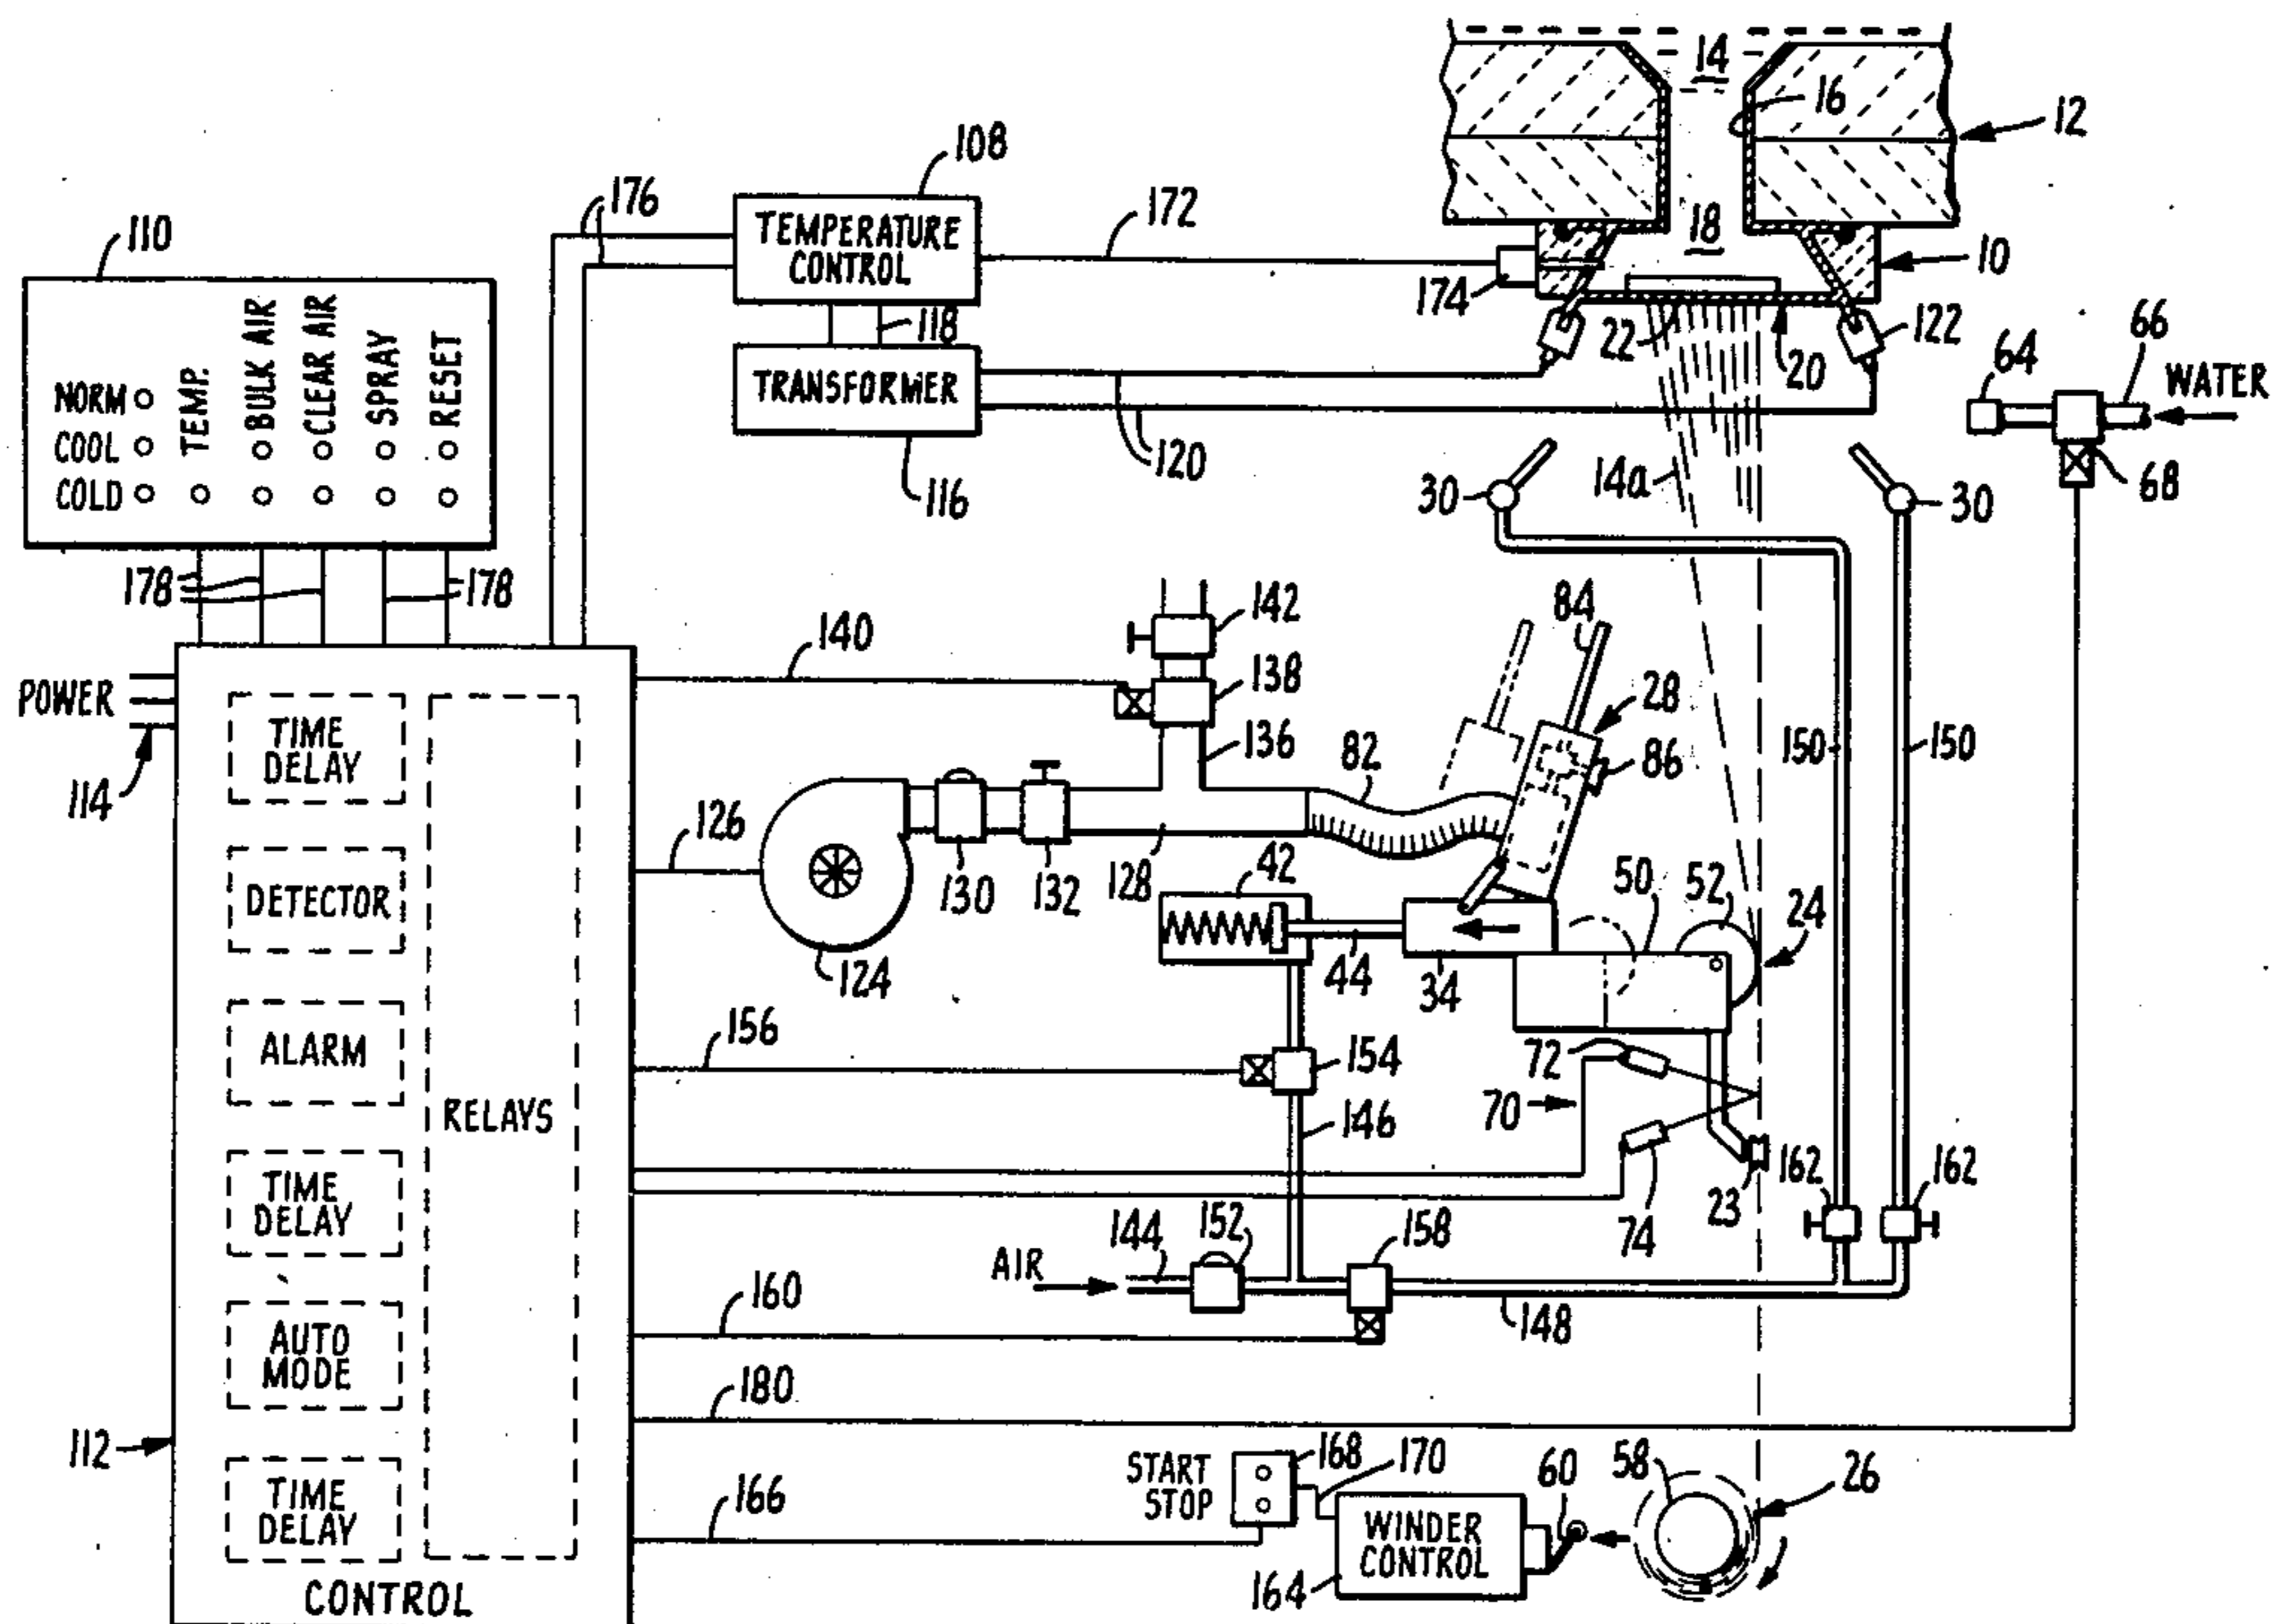 14
16
12
108
176
172
110
TEMPERATURE
CONTROL
18
10
174
118
22
20
122
64
66
WATER
68
TRANSFORMER
NORM
COOL
COLD
TEMP.
BULK AIR
CLEAR AIR
SPRAY
RESET
120
116
14a
30
30
178
178
142
140
138
84
28
POWER
114
TIME
DELAY
136
82
86
150
150
126
130
132
128
42
50
52
24
DETECTOR
124
44
34
ALARM
156
154
72
70
RELAYS
146
TIME
DELAY
74
23
162
162
144
152
158
AIR
160
148
AUTO
MODE
180
112
START
STOP
168
170
60
58
26
TIME
DELAY
166
WINDER
CONTROL
164
CONTROL